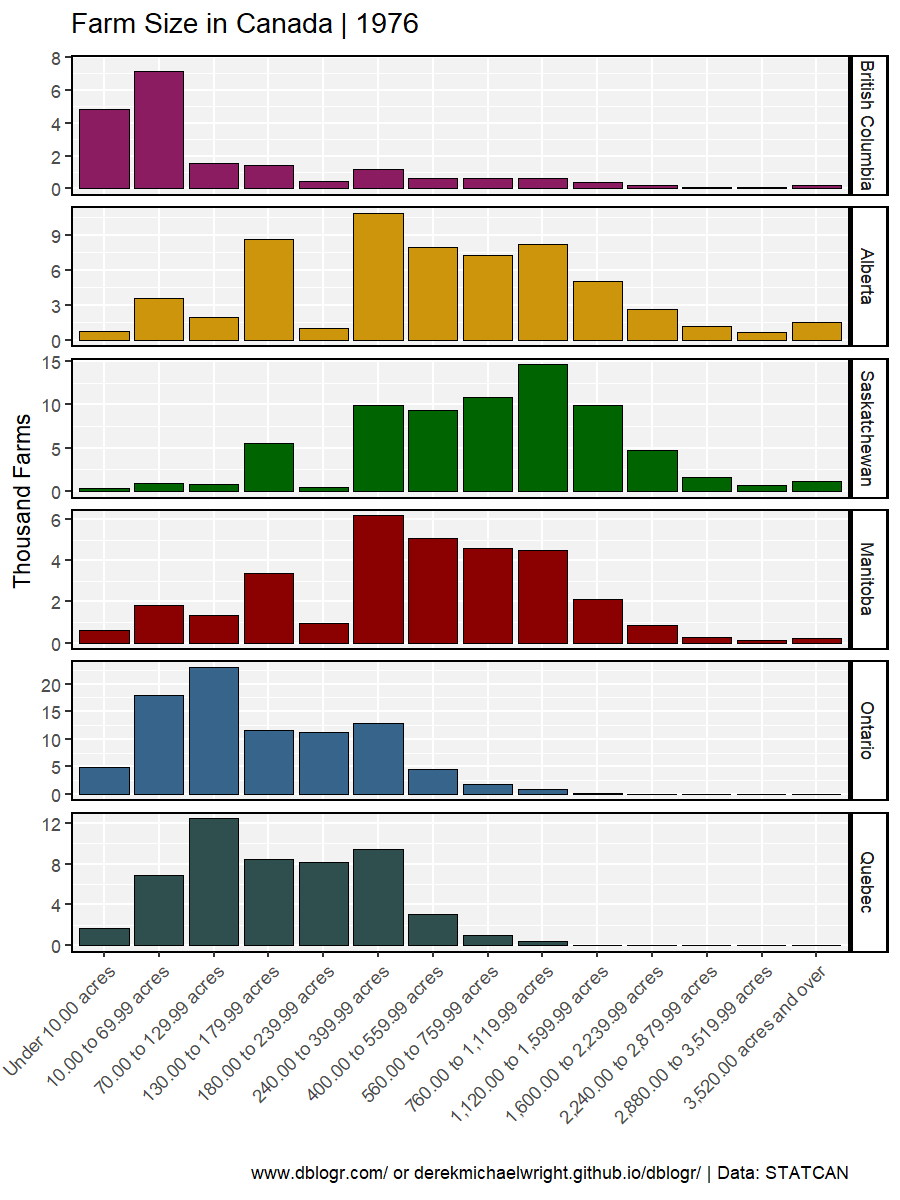 Farm Size in Canada | 1976
Thousand Farms
8
6
4
2
0
British Columbia
9
6
3
0
Alberta
15
10
5
0
Saskatchewan
6
4
2
0
Manitoba
20
15
10
5
0
Ontario
12
8
4
0
Quebec
Under 10.00 acres
10.00 to 69.99 acres
70.00 to 129.99 acres
130.00 to 179.99 acres
180.00 to 239.99 acres
240.00 to 399.99 acres
400.00 to 559.99 acres
560.00 to 759.99 acres
760.00 to 1,119.99 acres
1,120.00 to 1,599.99 acres
1,600.00 to 2,239.99 acres
2,240.00 to 2,879.99 acres
2,880.00 to 3,519.99 acres
3,520.00 acres and over
www.dblogr.com/ or derekmichaelwright.github.io/dblogr/ | Data: STATCAN